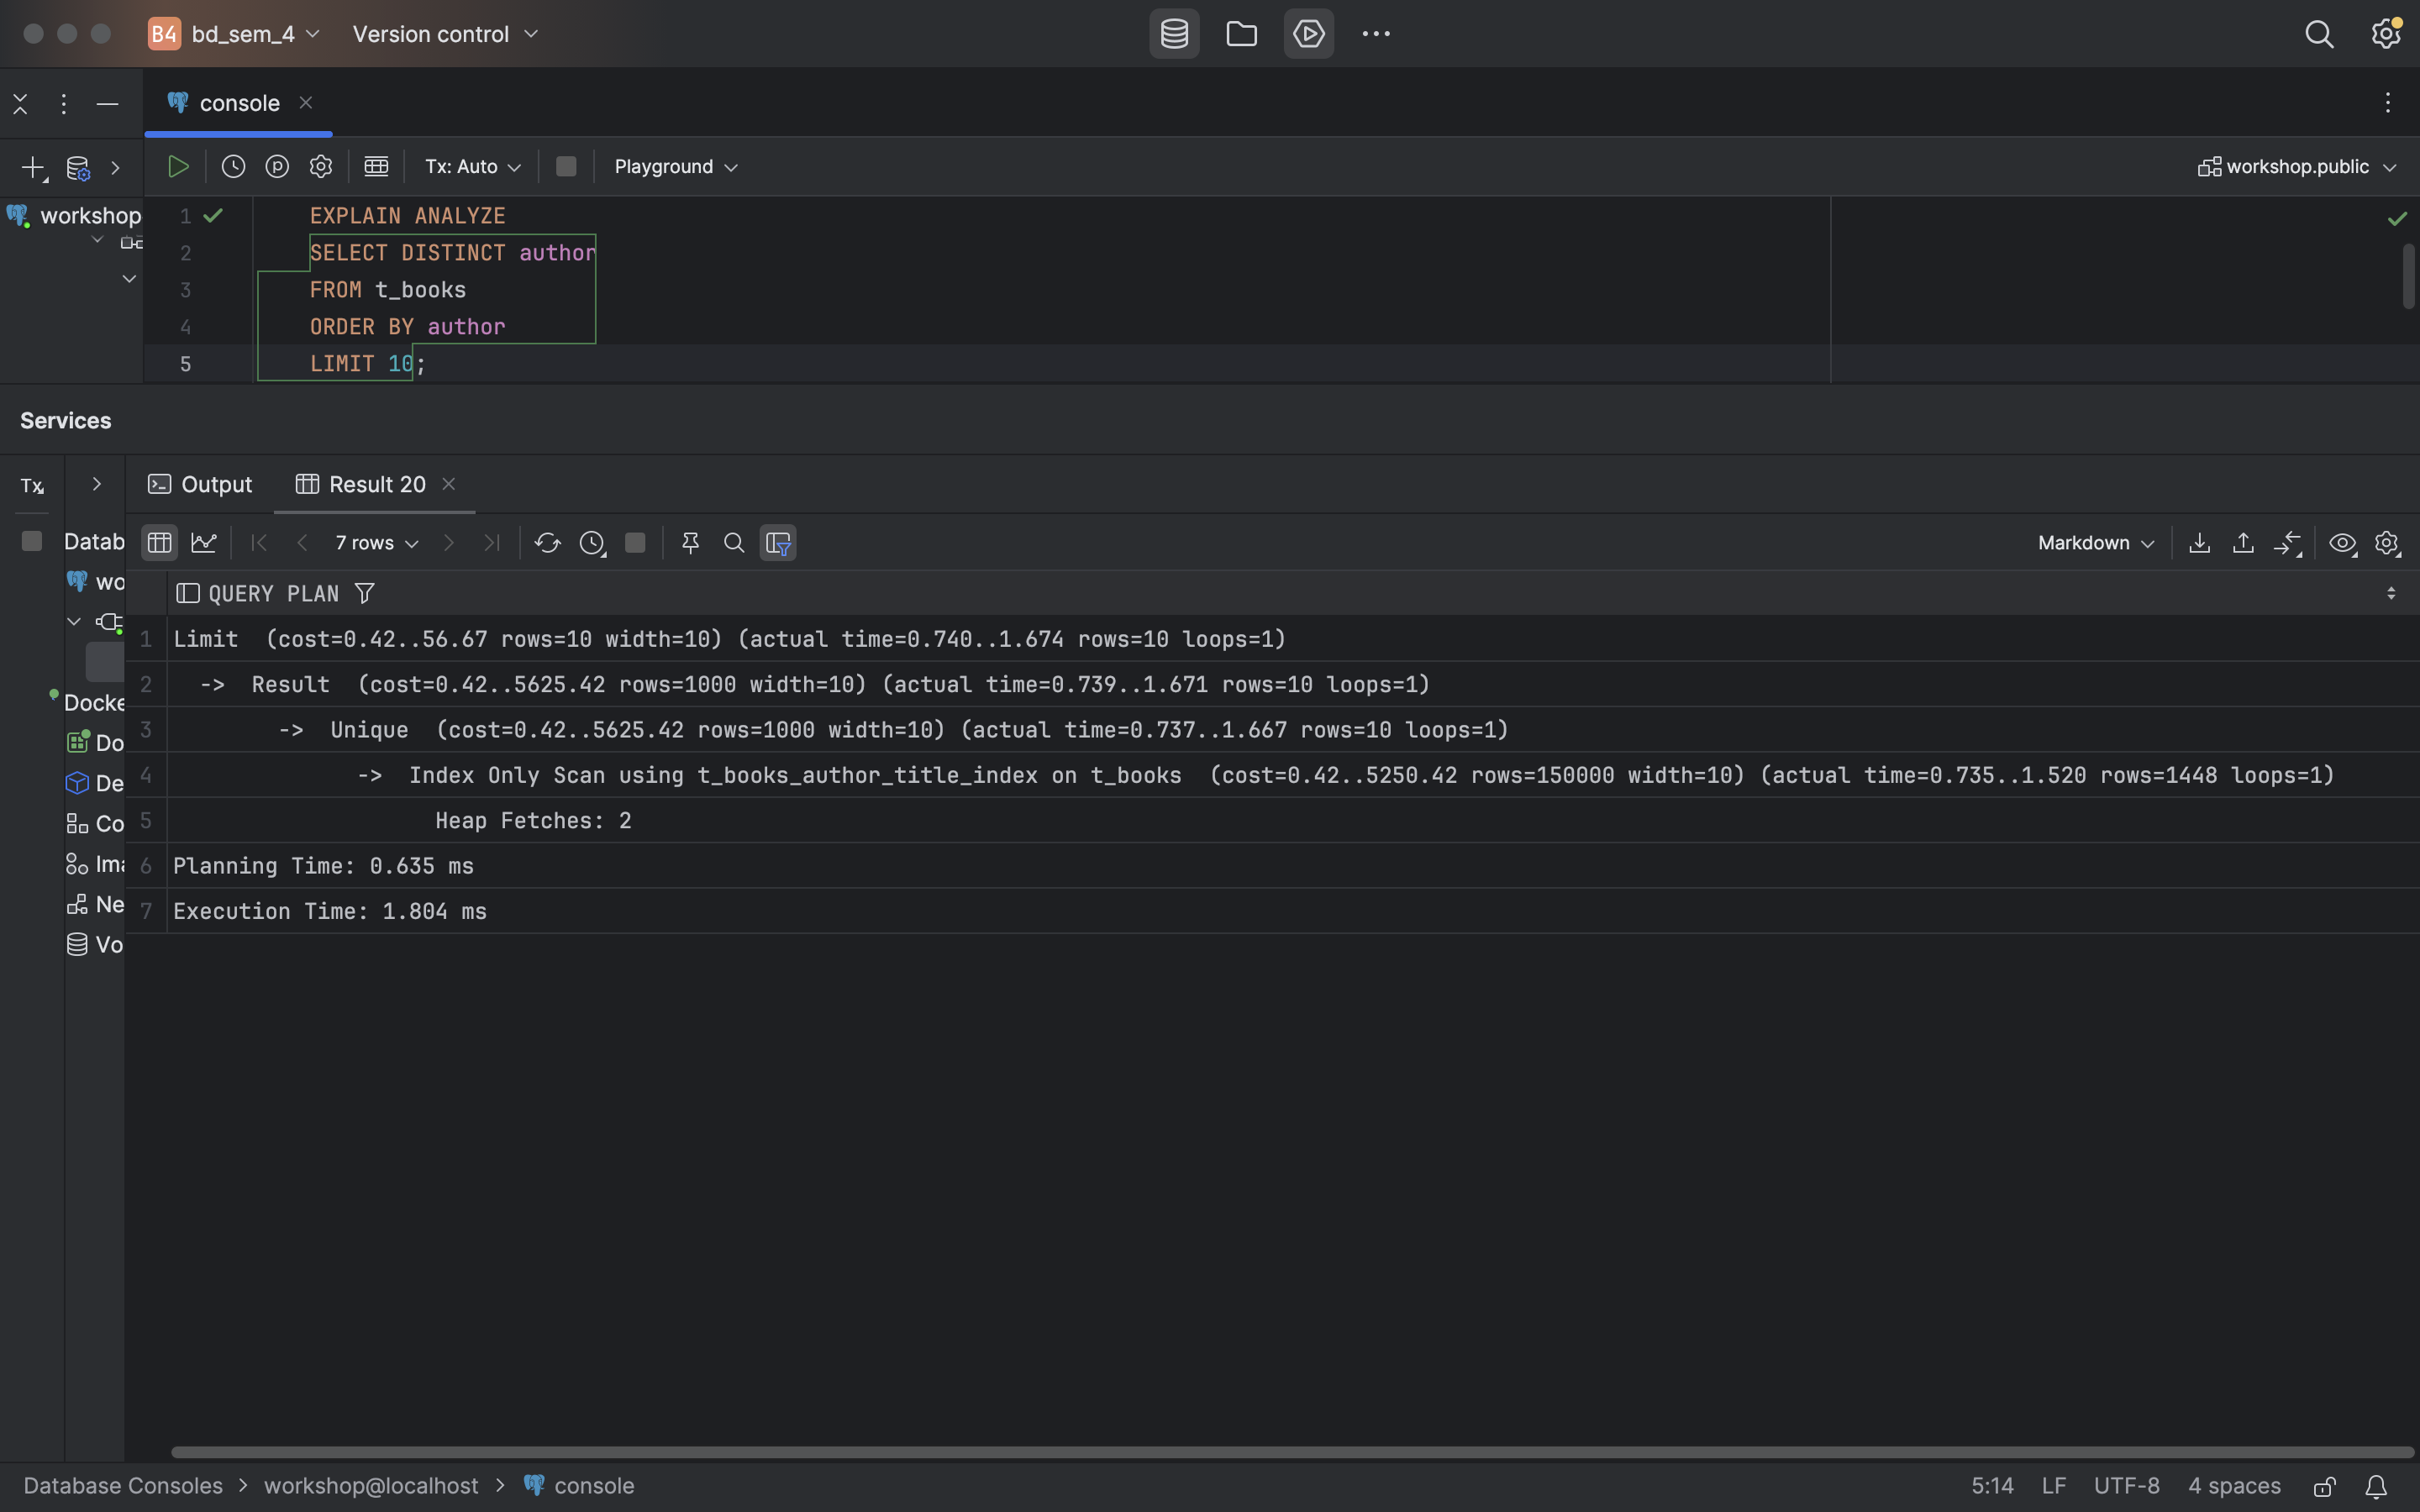 B4 bd_sem_4 Version control
console
Tx: Auto Playground workshop.public
workshop
1 EXPLAIN ANALYZE
2 SELECT DISTINCT author
3 FROM t_books
4 ORDER BY author
5 LIMIT 10;
Services
Tx Output Result 20
7 rows Markdown
Datab
wo
Docke
Do
De
Co
Ima
Ne
Vo
QUERY PLAN
1 Limit  (cost=0.42..56.67 rows=10 width=10) (actual time=0.740..1.674 rows=10 loops=1)
2   ->  Result  (cost=0.42..5625.42 rows=1000 width=10) (actual time=0.739..1.671 rows=10 loops=1)
3         ->  Unique  (cost=0.42..5625.42 rows=1000 width=10) (actual time=0.737..1.667 rows=10 loops=1)
4               ->  Index Only Scan using t_books_author_title_index on t_books  (cost=0.42..5250.42 rows=150000 width=10) (actual time=0.735..1.520 rows=1448 loops=1)
5                     Heap Fetches: 2
6 Planning Time: 0.635 ms
7 Execution Time: 1.804 ms
Database Consoles > workshop@localhost > console 5:14 LF UTF-8 4 spaces